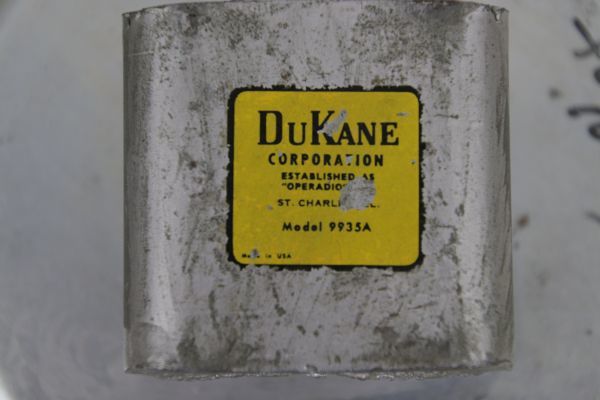 DUKANE
CORPORATION
ESTABLISHED AS
"OPERADIO
ST. CHARL
Model 9935A
Made in USA